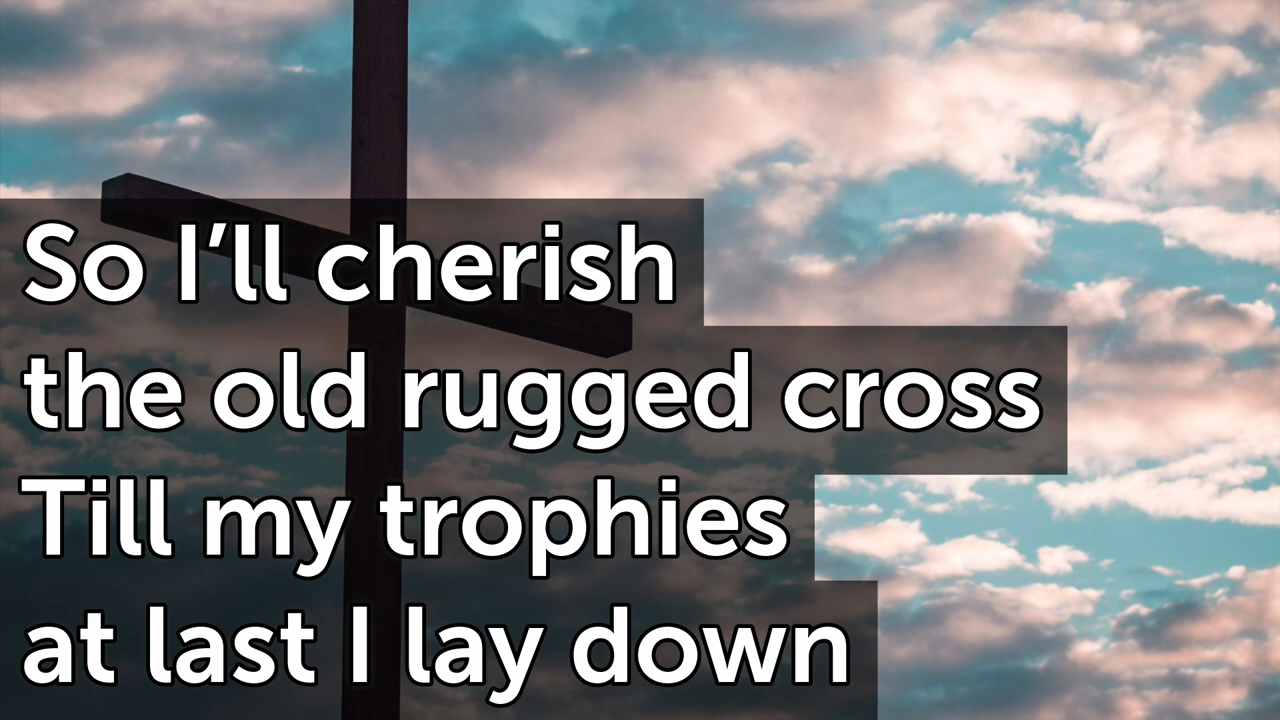 So I’ll cherish
the old rugged cross
Till my trophies
at last I lay down